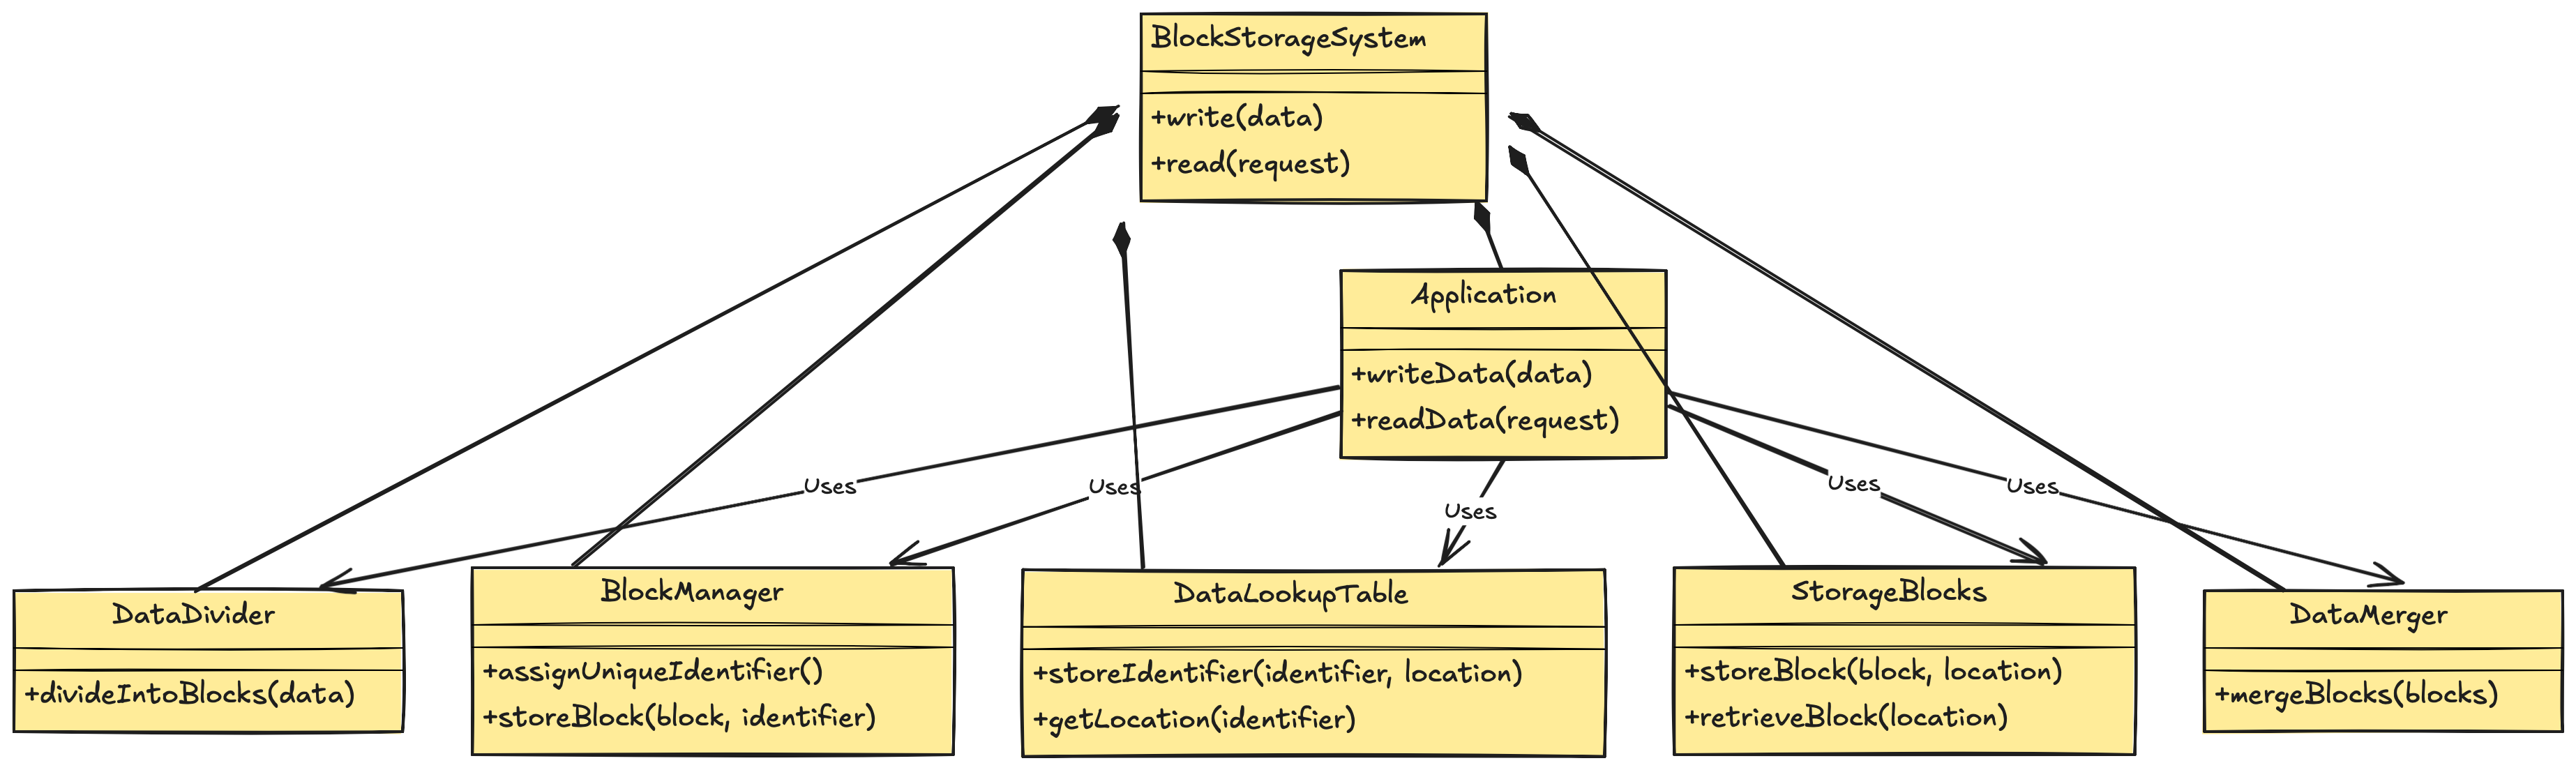 BlockStorageSystem
+write(data)
+read(request)
Application
+writeData(data)
+readData(request)
Uses
Uses
Uses
Uses
Uses
DataDivider
+divideIntoBlocks(data)
BlockManager
+assignUniqueIdentifier()
+storeBlock(block, identifier)
DataLookupTable
+storeIdentifier(identifier, location)
+getLocation(identifier)
StorageBlocks
+storeBlock(block, location)
+retrieveBlock(location)
DataMerger
+mergeBlocks(blocks)